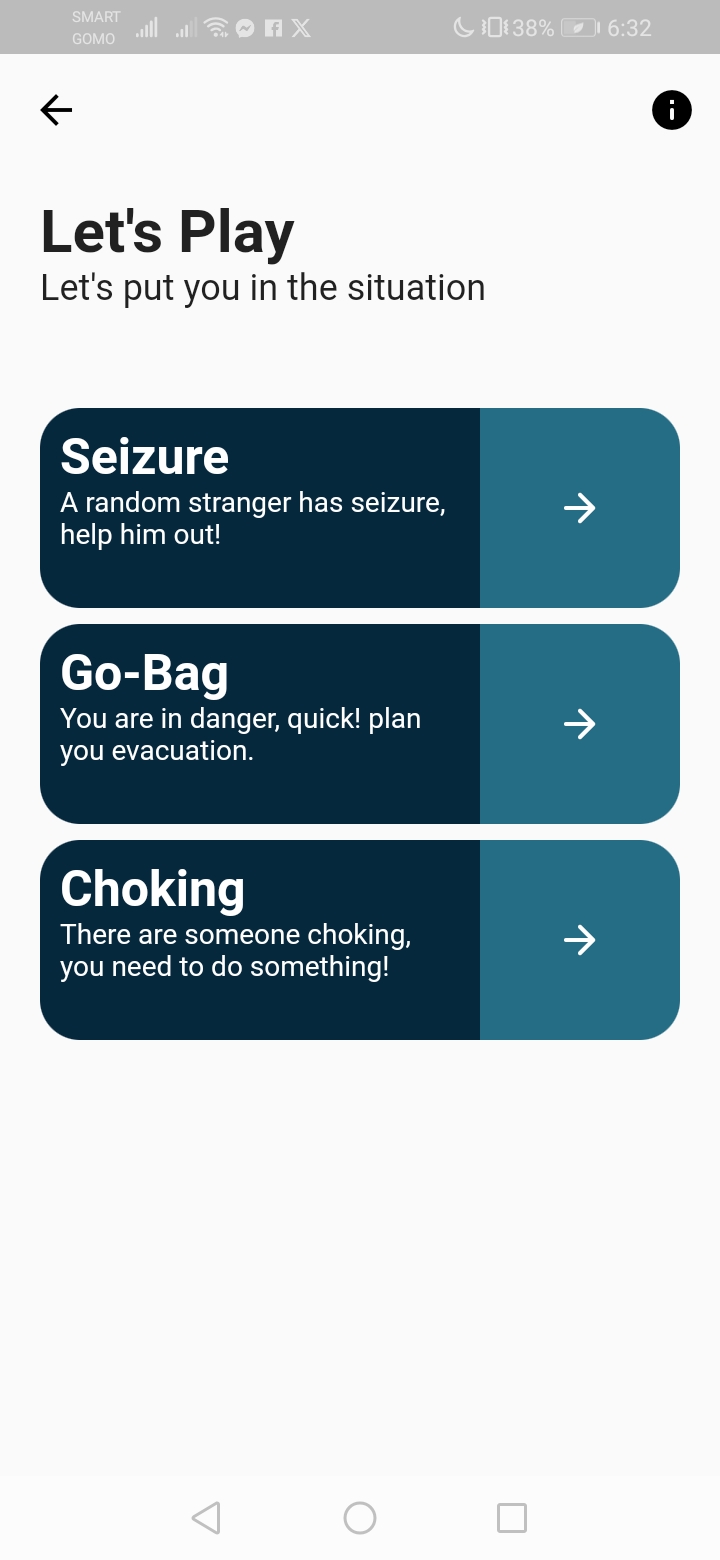 SMART
GOMO
38%
6:32
Let's Play
Let's put you in the situation
Seizure
A random stranger has seizure,
help him out!
Go-Bag
You are in danger, quick! plan
you evacuation.
Choking
There are someone choking,
you need to do something!